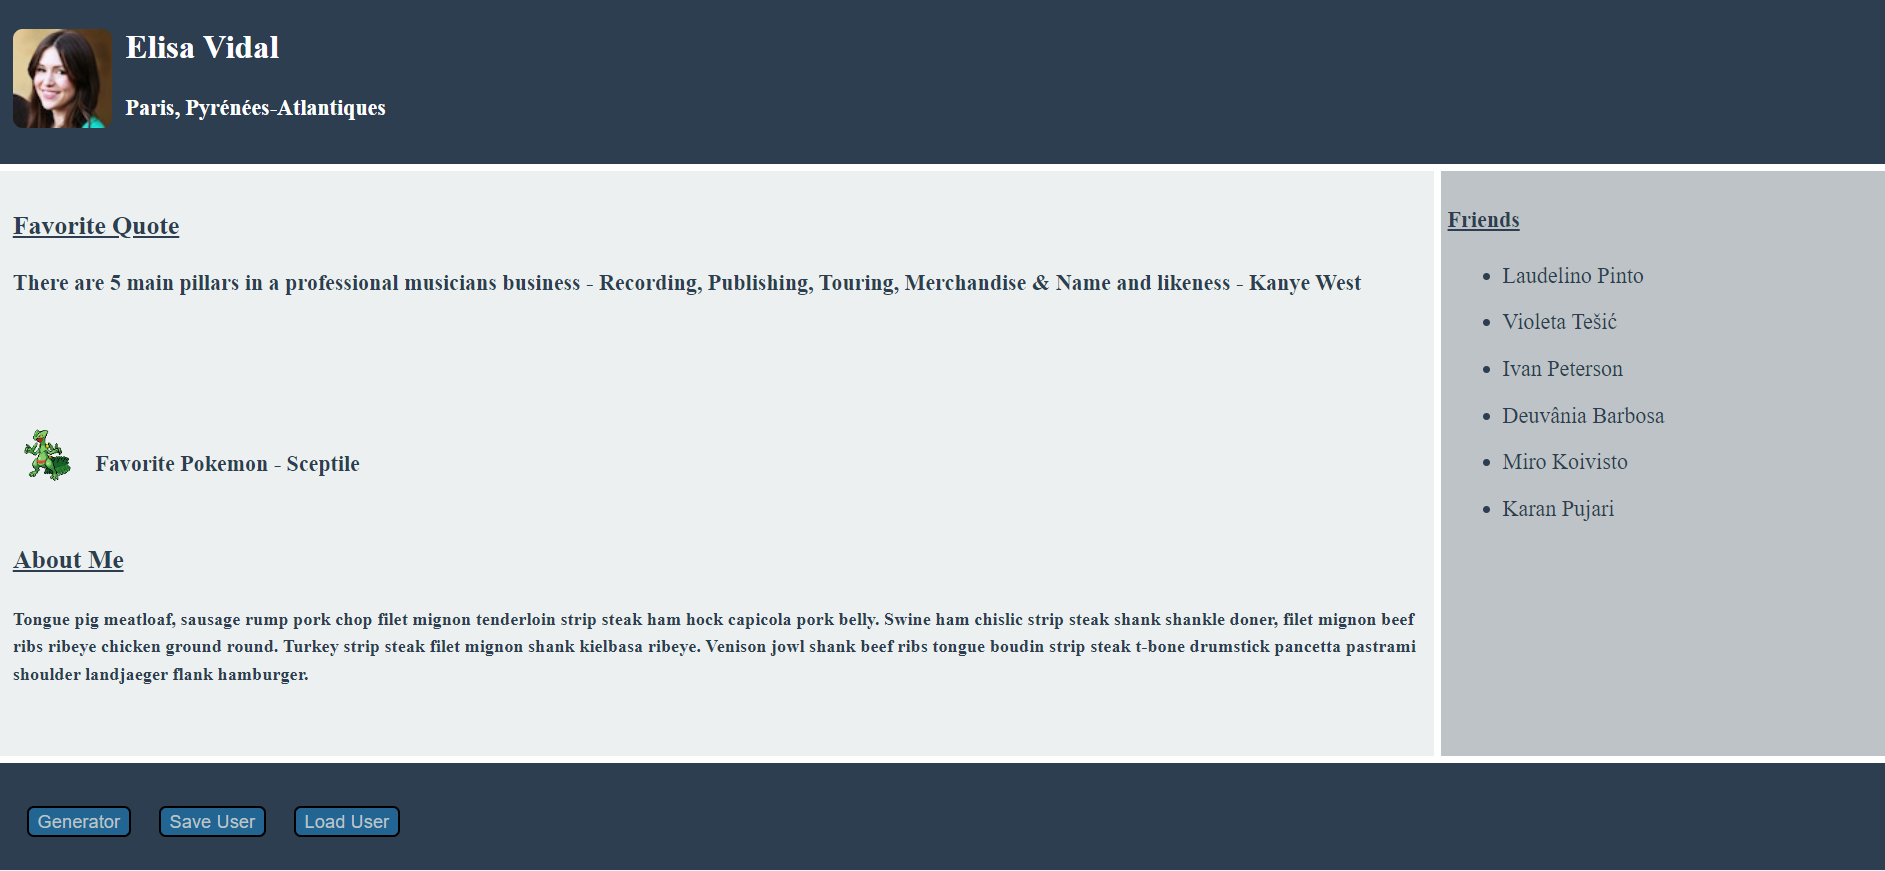 Elisa Vidal
Paris, Pyrénées-Atlantiques
Favorite Quote
There are 5 main pillars in a professional musicians business - Recording, Publishing, Touring, Merchandise & Name and likeness - Kanye West
Favorite Pokemon - Sceptile
About Me
Tongue pig meatloaf, sausage rump pork chop filet mignon tenderloin strip steak ham hock capicola pork belly. Swine ham chislic strip steak shank shankle doner, filet mignon beef
ribs ribeye chicken ground round. Turkey strip steak filet mignon shank kielbasa ribeye. Venison jowl shank beef ribs tongue boudin strip steak t-bone drumstick pancetta pastrami
shoulder landjaeger flank hamburger.
Friends
Laudelino Pinto
Violeta Tešić
Ivan Peterson
Deuvânia Barbosa
Miro Koivisto
Karan Pujari
Generator
Save User
Load User